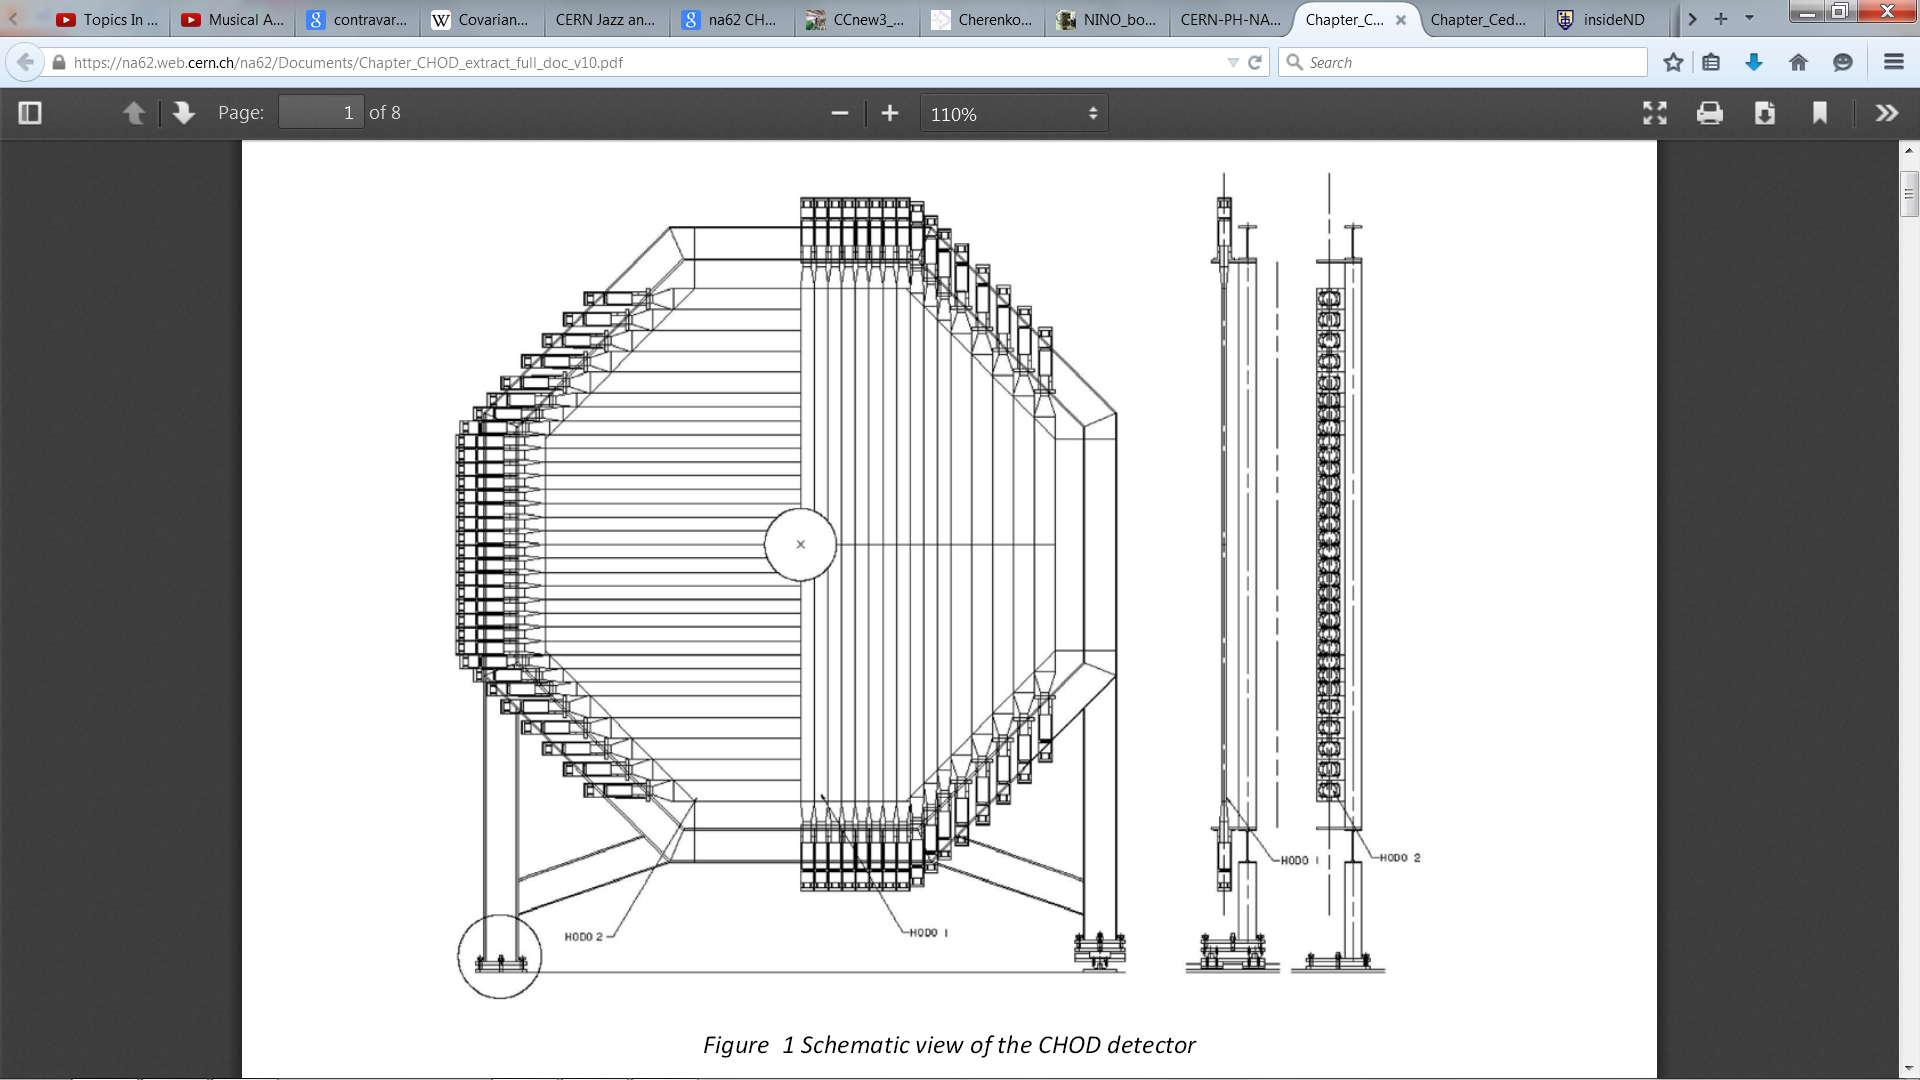 Topics In ...
Musical A...
contravar...
Covarian...
CERN Jazz an...
na62 CH...
CCnew3_...
Cherenko...
NINO_bo...
CERN-PH-NA...
Chapter_C...
Chapter_Ced...
insideND
https://na62.web.cern.ch/na62/Documents/Chapter_CHOD_extract_full_doc_v10.pdf
Search
Page: 1 of 8
110%
HODO 1
HODO 2
HODO 2
HODO 1
Figure 1 Schematic view of the CHOD detector